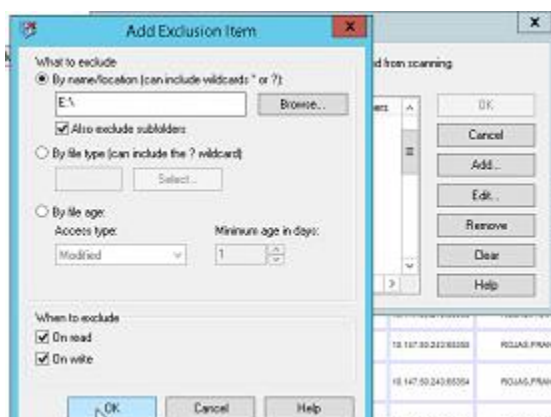 Add Exclusion Item
What to exclude
By name/location (can include wildcards * or ?):
E:\
Browse...
Also exclude subfolders
By file type (can include the ? wildcard)
Select...
By file age:
Access type:
Minimum age in days:
Modified
1
When to exclude
On read
On write
OK
Cancel
Help
d from scanning
OK
Cancel
Add...
Edit...
Remove
Clear
Help